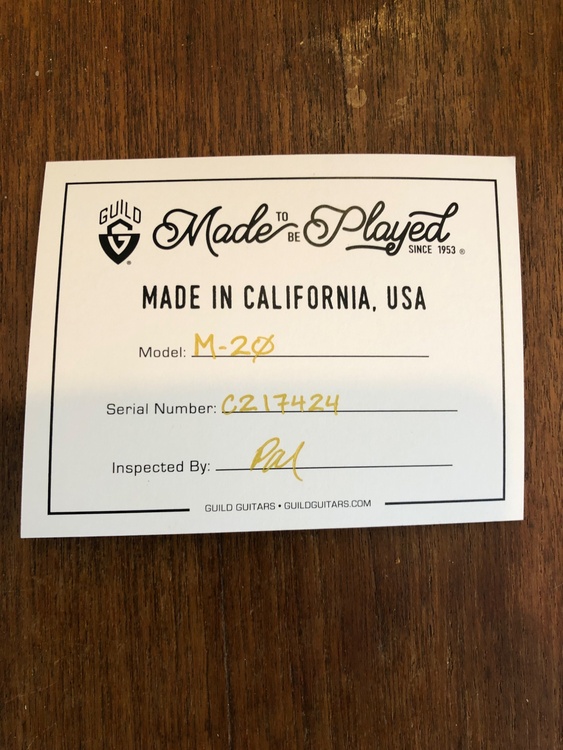 GUILD
G®
Made TO BE Played
SINCE 1953 ®
MADE IN CALIFORNIA, USA
Model: M-20
Serial Number: C217424
Inspected By:
GUILD GUITARS • GUILDGUITARS.COM